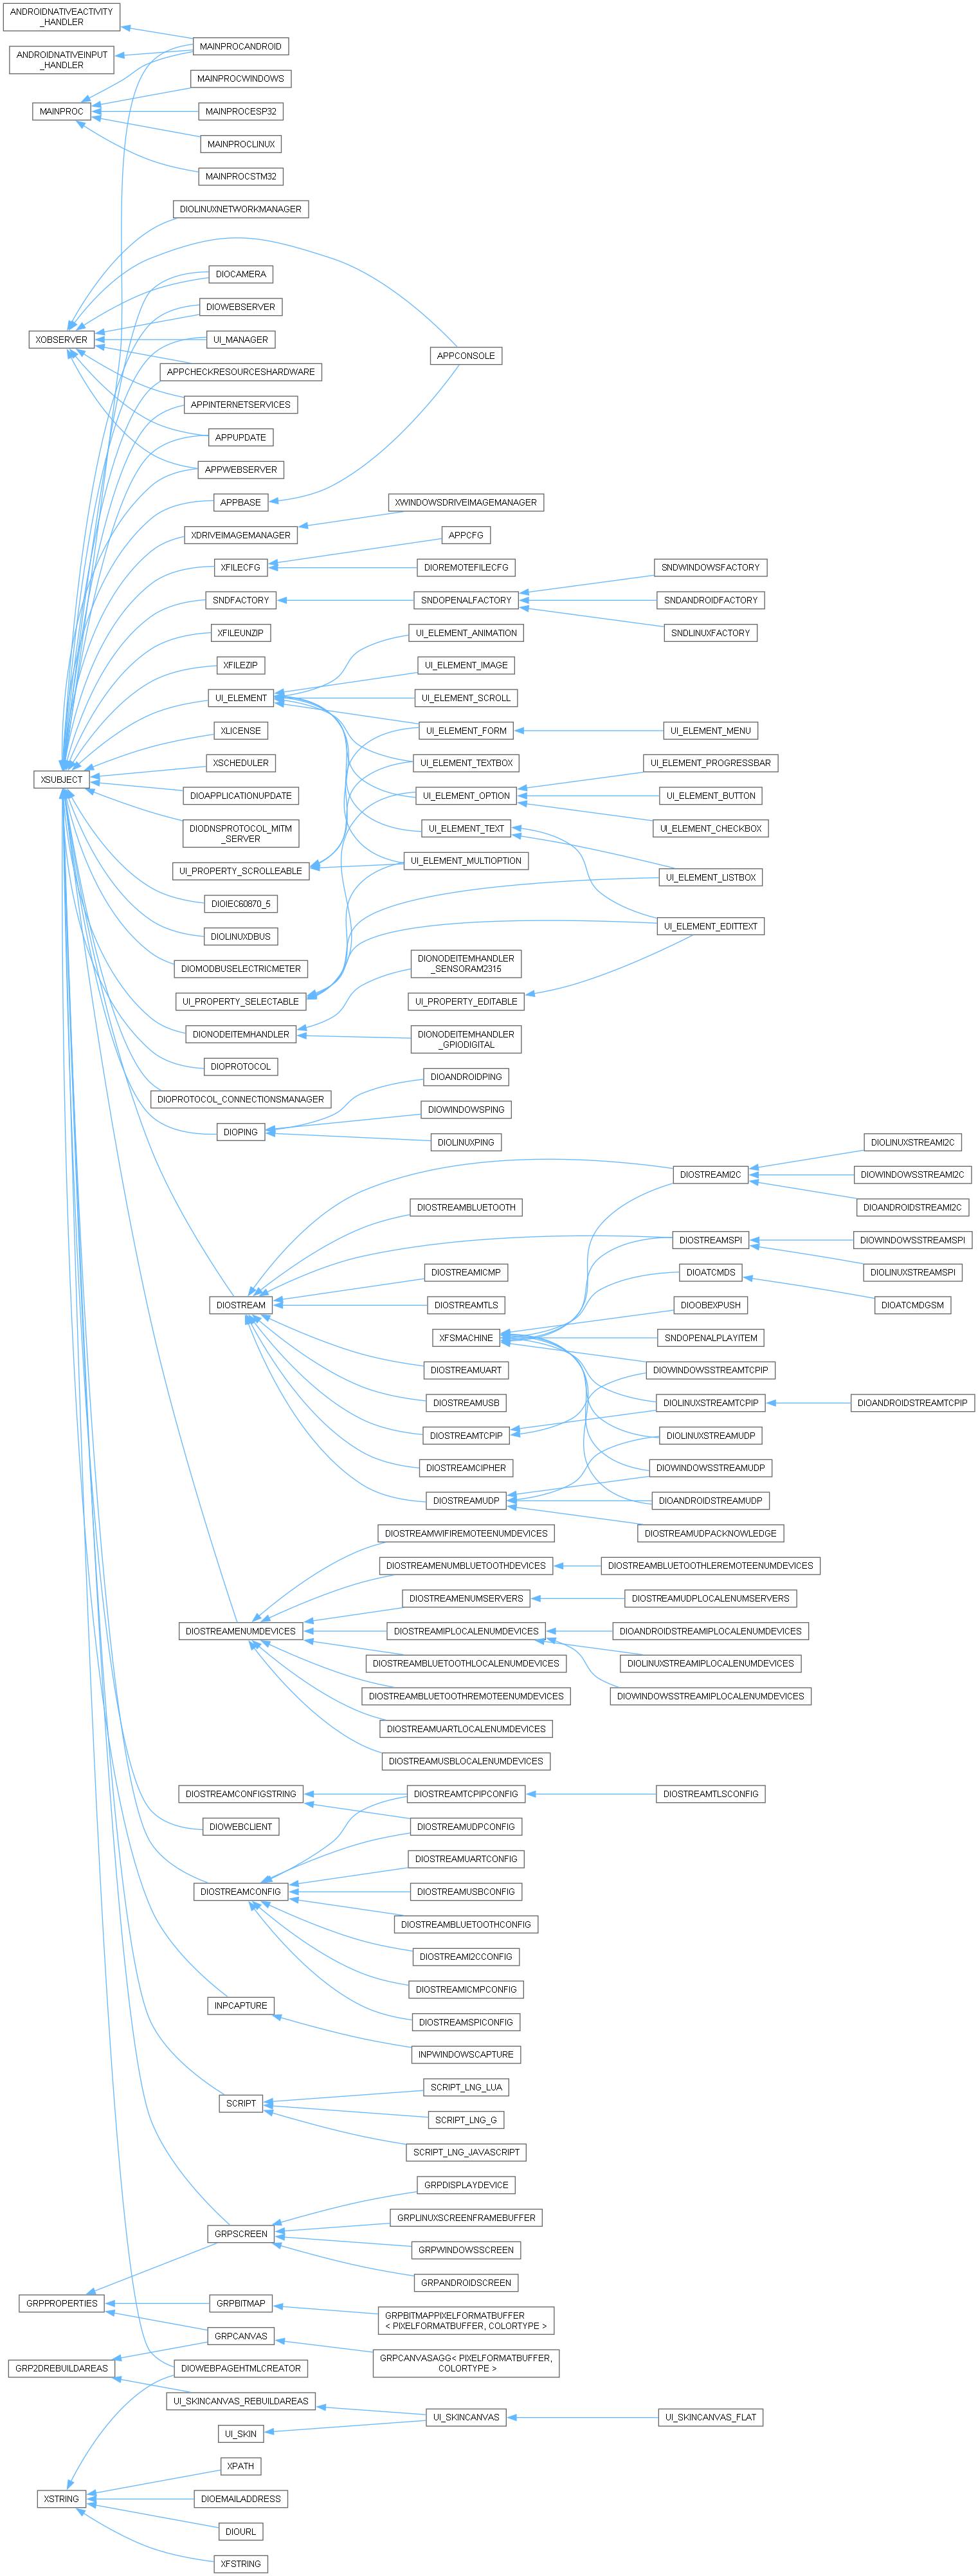 ANDROIDNATIVEACTIVITY
_HANDLER
MAINPROCANDROID
ANDROIDNATIVEINPUT
_HANDLER
MAINPROCWINDOWS
MAINPROC
MAINPROCESP32
MAINPROCLINUX
MAINPROCSTM32
DIOLINUXNETWORKMANAGER
DIOCAMERA
DIOWEBSERVER
XOBSERVER
UI_MANAGER
APPCONSOLE
APPCHECKRESOURCESHARDWARE
APPINTERNETSERVICES
APPUPDATE
APPWEBSERVER
APPBASE
XWINDOWSDRIVEIMAGEMANAGER
XDRIVEIMAGEMANAGER
APPCFG
XFILECFG
DIOREMOTEFILECFG
SNDWINDOWSFACTORY
SNDFACTORY
SNDOPENALFACTORY
SNDANDROIDFACTORY
XFILEUNZIP
UI_ELEMENT_ANIMATION
SNDLINUXFACTORY
XFILEZIP
UI_ELEMENT_IMAGE
UI_ELEMENT
UI_ELEMENT_SCROLL
XLICENSE
UI_ELEMENT_FORM
UI_ELEMENT_MENU
XSCHEDULER
UI_ELEMENT_TEXTBOX
UI_ELEMENT_PROGRESSBAR
XSUBJECT
DIOAPPLICATIONUPDATE
UI_ELEMENT_OPTION
UI_ELEMENT_BUTTON
DIODNSPROTOCOL_MITM
_SERVER
UI_ELEMENT_TEXT
UI_ELEMENT_CHECKBOX
UI_PROPERTY_SCROLLEABLE
UI_ELEMENT_MULTIOPTION
UI_ELEMENT_LISTBOX
DIOIEC60870_5
UI_ELEMENT_EDITTEXT
DIOLINUXDBUS
DIOMODBUSELECTRICMETER
DIONODEITEMHANDLER
_SENSORAM2315
UI_PROPERTY_SELECTABLE
UI_PROPERTY_EDITABLE
DIONODEITEMHANDLER
DIONODEITEMHANDLER
_GPIODIGITAL
DIOPROTOCOL
DIOANDROIDPING
DIOPROTOCOL_CONNECTIONSMANAGER
DIOWINDOWSPING
DIOPING
DIOLINUXPING
DIOLINUXSTREAMI2C
DIOSTREAMI2C
DIOWINDOWSSTREAMI2C
DIOSTREAMBLUETOOTH
DIOANDROIDSTREAMI2C
DIOSTREAMSPI
DIOWINDOWSSTREAMSPI
DIOSTREAMICMP
DIOATCMDS
DIOLINUXSTREAMSPI
DIOSTREAM
DIOSTREAMTLS
DIOOBEXPUSH
DIOATCMDGSM
XFSMACHINE
SNDOPENALPLAYITEM
DIOSTREAMUART
DIOWINDOWSSTREAMTCPIP
DIOSTREAMUSB
DIOLINUXSTREAMTCPIP
DIOANDROIDSTREAMTCPIP
DIOSTREAMTCPIP
DIOLINUXSTREAMUDP
DIOSTREAMCIPHER
DIOWINDOWSSTREAMUDP
DIOSTREAMUDP
DIOANDROIDSTREAMUDP
DIOSTREAMUDPACKNOWLEDGE
DIOSTREAMWIFIREMOTEENUMDEVICES
DIOSTREAMENUMBLUETOOTHDEVICES
DIOSTREAMBLUETOOTHLEREMOTEENUMDEVICES
DIOSTREAMENUMSERVERS
DIOSTREAMUDPLOCALENUMSERVERS
DIOSTREAMENUMDEVICES
DIOSTREAMIPLOCALENUMDEVICES
DIOANDROIDSTREAMIPLOCALENUMDEVICES
DIOSTREAMBLUETOOTHLOCALENUMDEVICES
DIOLINUXSTREAMIPLOCALENUMDEVICES
DIOSTREAMBLUETOOTHREMOTEENUMDEVICES
DIOWINDOWSSTREAMIPLOCALENUMDEVICES
DIOSTREAMUARTLOCALENUMDEVICES
DIOSTREAMUSBLOCALENUMDEVICES
DIOSTREAMCONFIGSTRING
DIOSTREAMTCPIPCONFIG
DIOSTREAMTLSCONFIG
DIOWEBCLIENT
DIOSTREAMUDPCONFIG
DIOSTREAMUARTCONFIG
DIOSTREAMCONFIG
DIOSTREAMUSBCONFIG
DIOSTREAMBLUETOOTHCONFIG
DIOSTREAMI2CCONFIG
DIOSTREAMICMPCONFIG
INPCAPTURE
DIOSTREAMSPICONFIG
INPWINDOWSCAPTURE
SCRIPT_LNG_LUA
SCRIPT
SCRIPT_LNG_G
SCRIPT_LNG_JAVASCRIPT
GRPDISPLAYDEVICE
GRPLINUXSCREENFRAMEBUFFER
GRPSCREEN
GRPWINDOWSSCREEN
GRPANDROIDSCREEN
GRPPROPERTIES
GRPBITMAP
GRPBITMAPPIXELFORMATBUFFER
< PIXELFORMATBUFFER, COLORTYPE >
GRPCANVAS
GRPCANVASAGG< PIXELFORMATBUFFER,
COLORTYPE >
GRP2DREBUILDAREAS
DIOWEBPAGEHTMLCREATOR
UI_SKINCANVAS_REBUILDAREAS
UI_SKINCANVAS
UI_SKINCANVAS_FLAT
UI_SKIN
XPATH
XSTRING
DIOEMAILADDRESS
DIOURL
XFSTRING